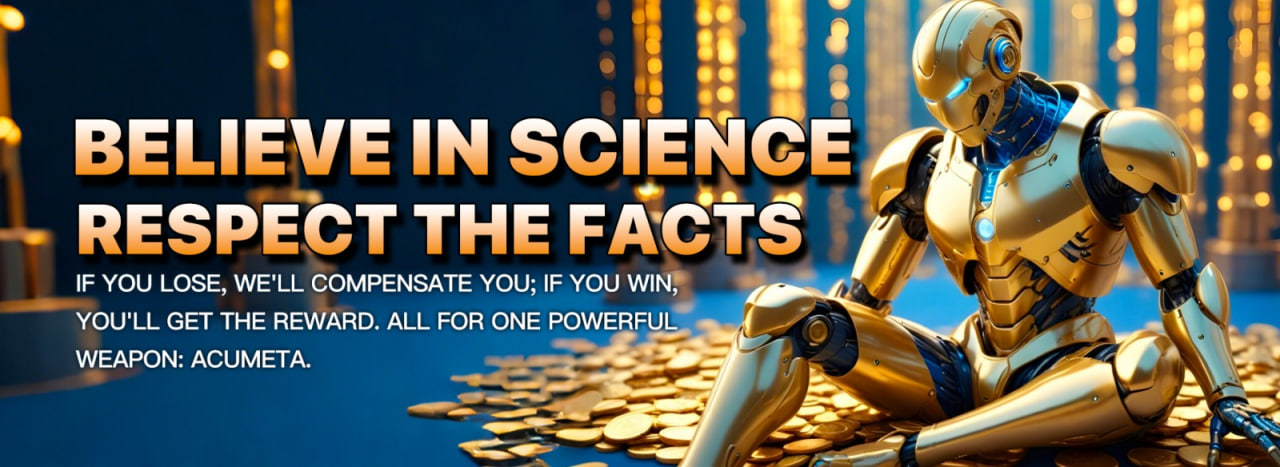 BELIEVE IN SCIENCE
RESPECT THE FACTS
IF YOU LOSE, WE'LL COMPENSATE YOU; IF YOU WIN,
YOU'LL GET THE REWARD. ALL FOR ONE POWERFUL
WEAPON: ACUMETA.